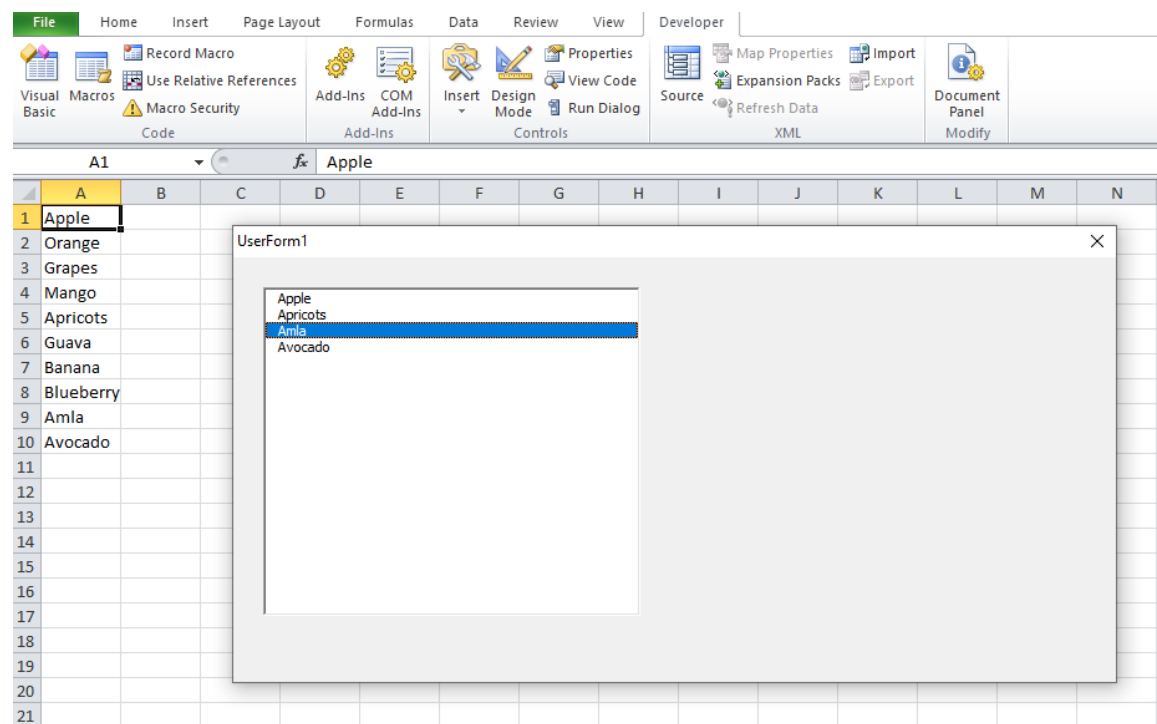 File Home Insert Page Layout Formulas Data Review View Developer
Visual Basic
Macros
Record Macro
Use Relative References
Macro Security
Code
Add-Ins
COM Add-Ins
Add-Ins
Insert
Design Mode
Properties
View Code
Run Dialog
Controls
Source
Map Properties
Expansion Packs
Refresh Data
Import
Export
XML
Document Panel
Modify
A1 fx Apple
A B C D E F G H I J K L M N
1 Apple
2 Orange
3 Grapes
4 Mango
5 Apricots
6 Guava
7 Banana
8 Blueberry
9 Amla
10 Avocado
11
12
13
14
15
16
17
18
19
20
21
UserForm1
Apple
Apricots
Amla
Avocado